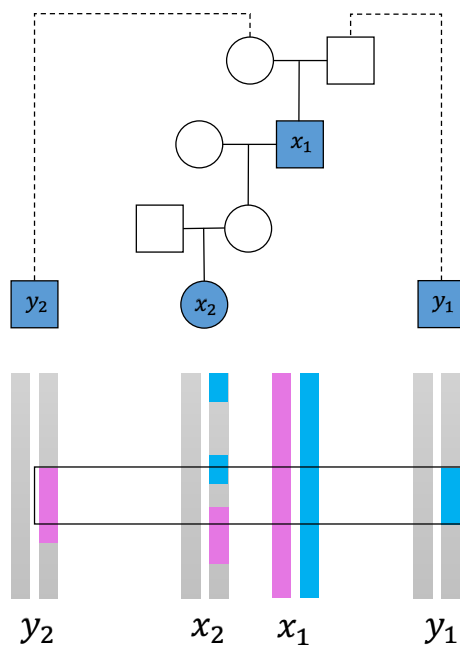 x₁
y₂ x₂ y₁
y₂ x₂ x₁ y₁